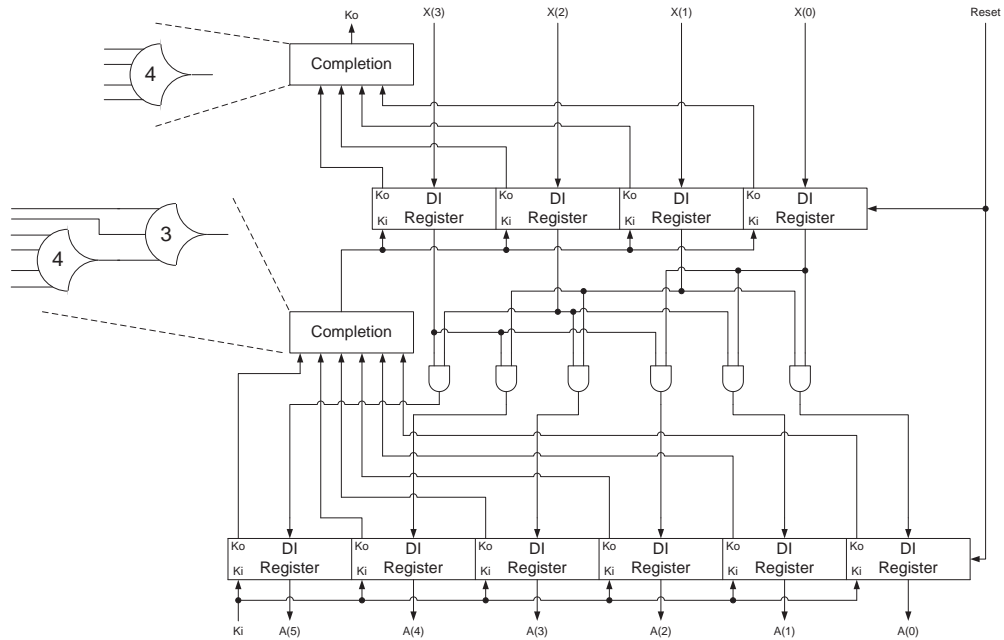 Ko
X(3)
X(2)
X(1)
X(0)
Reset
4
Completion
Ko
DI
Register
Ki
Ko
DI
Register
Ki
Ko
DI
Register
Ki
Ko
DI
Register
Ki
3
4
Completion
Ko
DI
Register
Ki
Ko
DI
Register
Ki
Ko
DI
Register
Ki
Ko
DI
Register
Ki
Ko
DI
Register
Ki
Ko
DI
Register
Ki
Ki
A(5)
A(4)
A(3)
A(2)
A(1)
A(0)